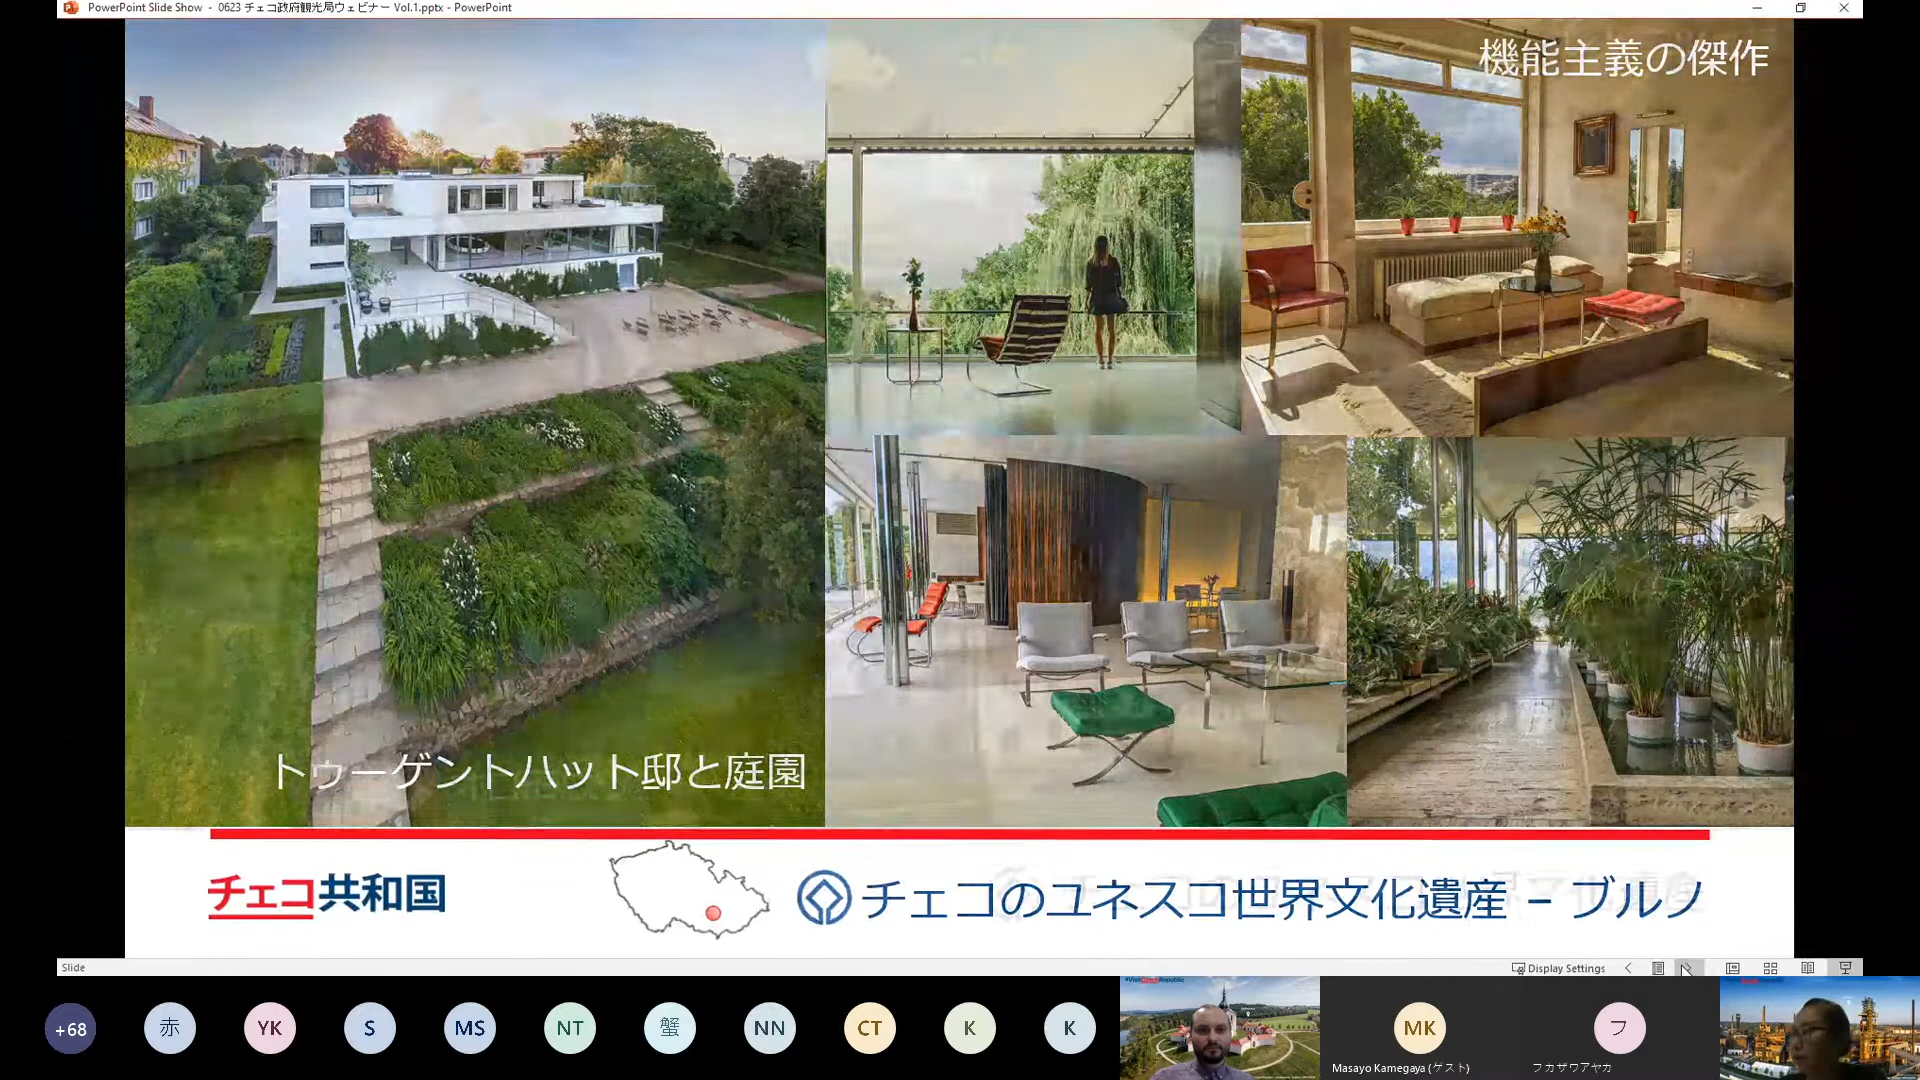 PowerPoint Slide Show - 0623 チェコ政府観光局ウェビナー Vol.1.pptx - PowerPoint
機能主義の傑作
トゥーゲントハット邸と庭園
チェコ共和国
チェコのユネスコ世界文化遺産 – ブルノ
Slide
Display Settings
+68
赤
YK
S
MS
NT
蟹
NN
CT
K
K
#VisitCzechRepublic
MK
Masayo Kamegaya (ゲスト)
フ
フカザワアヤカ